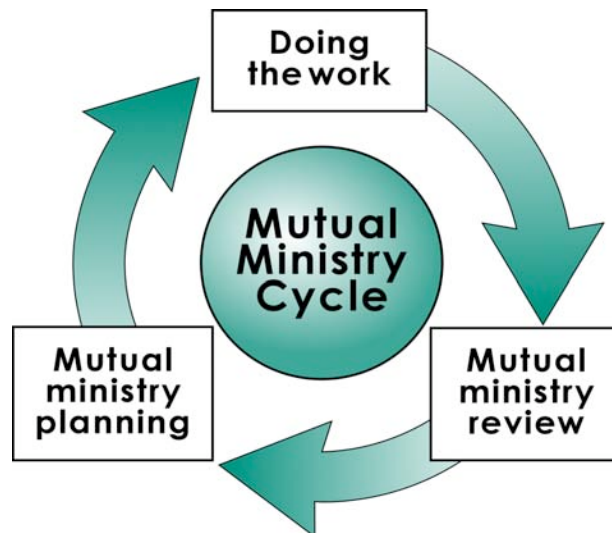 Doing
the work
Mutual
Ministry
Cycle
Mutual
ministry
planning
Mutual
ministry
review